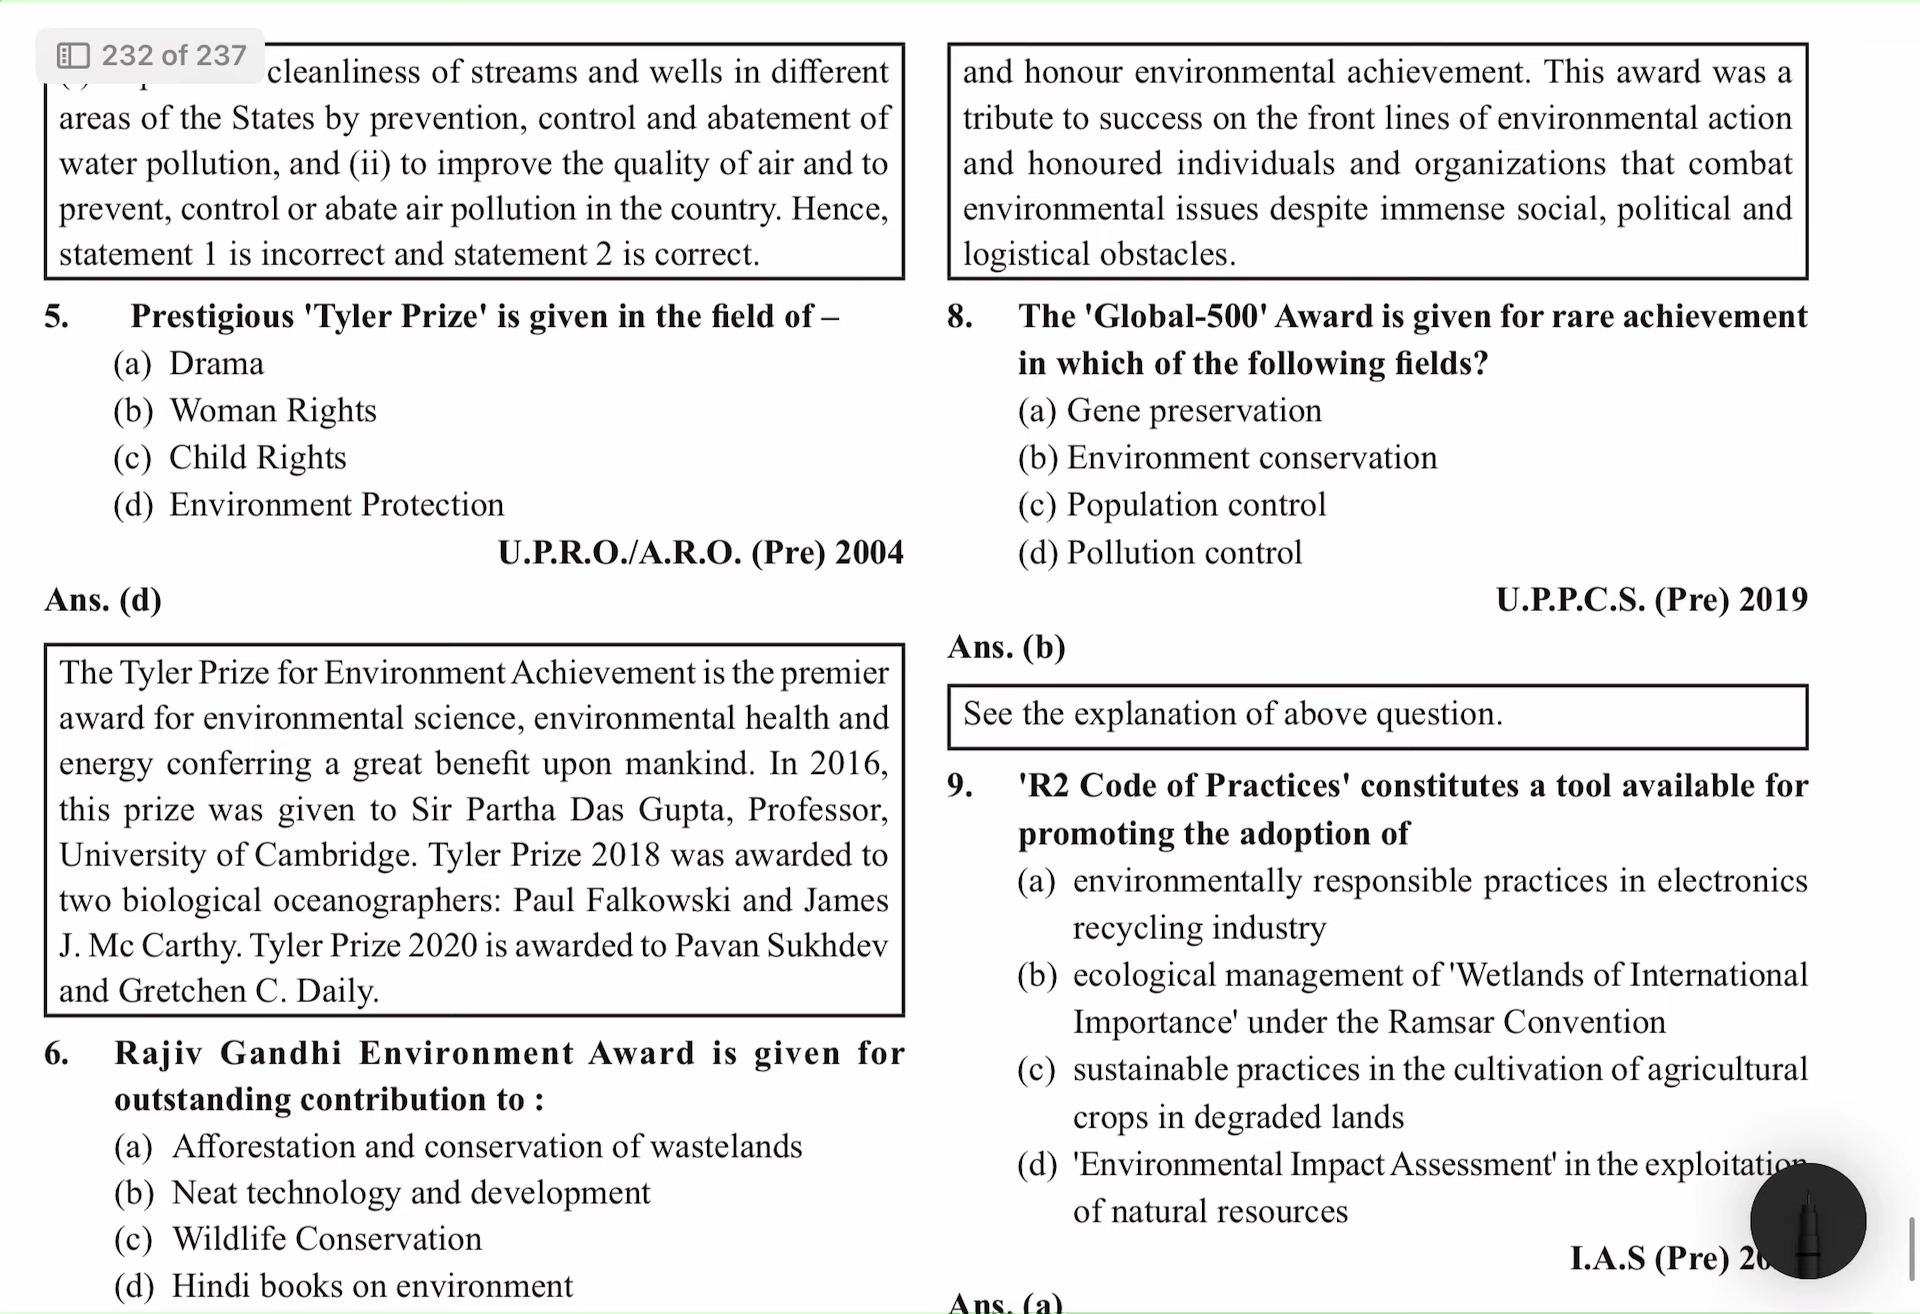 232 of 237
cleanliness of streams and wells in different
areas of the States by prevention, control and abatement of
water pollution, and (ii) to improve the quality of air and to
prevent, control or abate air pollution in the country. Hence,
statement 1 is incorrect and statement 2 is correct.
5. Prestigious 'Tyler Prize' is given in the field of –
(a) Drama
(b) Woman Rights
(c) Child Rights
(d) Environment Protection
U.P.R.O./A.R.O. (Pre) 2004
Ans. (d)
The Tyler Prize for Environment Achievement is the premier
award for environmental science, environmental health and
energy conferring a great benefit upon mankind. In 2016,
this prize was given to Sir Partha Das Gupta, Professor,
University of Cambridge. Tyler Prize 2018 was awarded to
two biological oceanographers: Paul Falkowski and James
J. Mc Carthy. Tyler Prize 2020 is awarded to Pavan Sukhdev
and Gretchen C. Daily.
6. Rajiv Gandhi Environment Award is given for
outstanding contribution to :
(a) Afforestation and conservation of wastelands
(b) Neat technology and development
(c) Wildlife Conservation
(d) Hindi books on environment
and honour environmental achievement. This award was a
tribute to success on the front lines of environmental action
and honoured individuals and organizations that combat
environmental issues despite immense social, political and
logistical obstacles.
8. The 'Global-500' Award is given for rare achievement
in which of the following fields?
(a) Gene preservation
(b) Environment conservation
(c) Population control
(d) Pollution control
U.P.P.C.S. (Pre) 2019
Ans. (b)
See the explanation of above question.
9. 'R2 Code of Practices' constitutes a tool available for
promoting the adoption of
(a) environmentally responsible practices in electronics
recycling industry
(b) ecological management of 'Wetlands of International
Importance' under the Ramsar Convention
(c) sustainable practices in the cultivation of agricultural
crops in degraded lands
(d) 'Environmental Impact Assessment' in the exploitation
of natural resources
I.A.S (Pre)
Ans. (a)